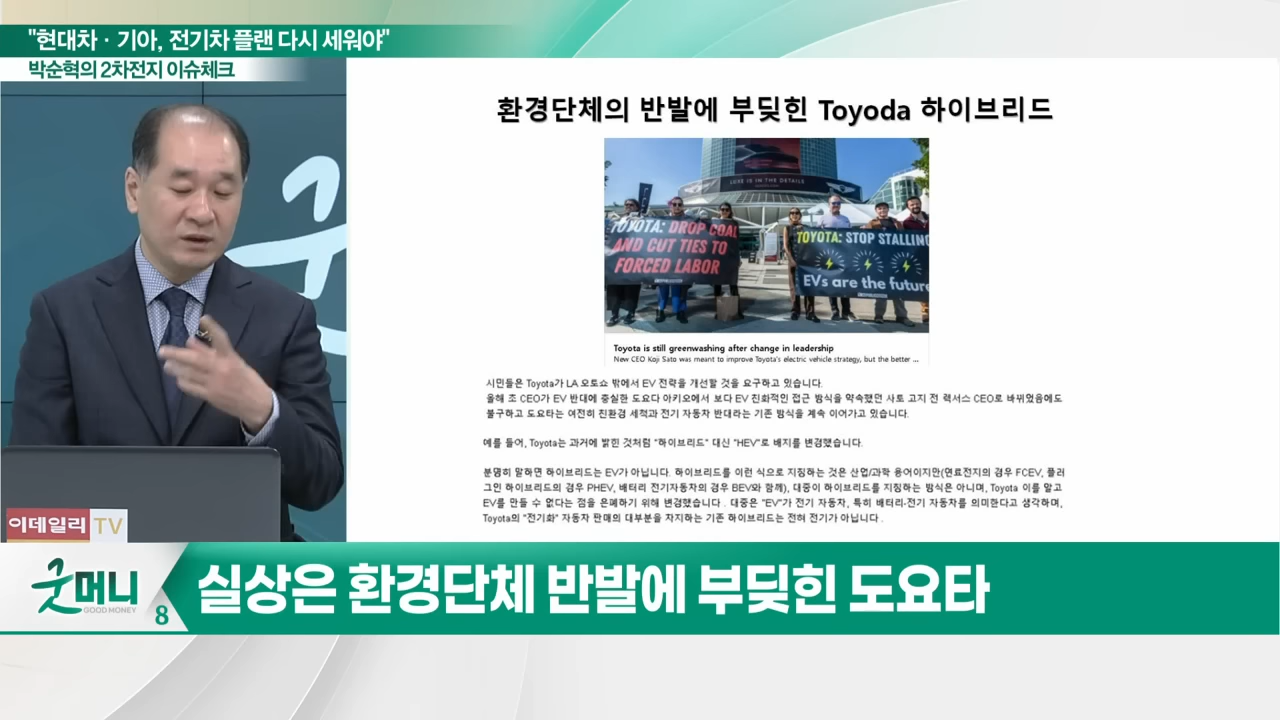 "현대차·기아, 전기차 플랜 다시 세워야"
박순혁의 2차전지 이슈체크
환경단체의 반발에 부딪힌 Toyoda 하이브리드
LUXE IS IN THE DETAILS
TOYOTA: DROP COAL
AND CUT TIES TO
FORCED LABOR
TOYOTA: STOP STALLING
EVs are the future
Toyota is still greenwashing after change in leadership
New CEO Koji Sato was meant to improve Toyota's electric vehicle strategy, but the better ...
시민들은 Toyota가 LA 오토쇼 밖에서 EV 전략을 개선할 것을 요구하고 있습니다.
올해 조 CEO가 EV 반대에 충실한 도요다 아키오에서 보다 EV 친화적인 접근 방식을 약속했던 사토 고지 전 렉서스 CEO로 바뀌었음에도
불구하고 도요타는 여전히 친환경 세척과 전기 자동차 반대라는 기존 방식을 계속 이어가고 있습니다.
예를 들어, Toyota는 과거에 밝힌 것처럼 "하이브리드" 대신 "HEV"로 배지를 변경했습니다.
분명히 말하면 하이브리드는 EV가 아닙니다. 하이브리드를 이런 식으로 지칭하는 것은 산업/과학 용어이지만(연료전지의 경우 FCEV, 플러
그인 하이브리드의 경우 PHEV, 배터리 전기자동차의 경우 BEV와 함께), 대중이 하이브리드를 지칭하는 방식은 아니며, Toyota 이를 알고
EV를 만들 수 없다는 점을 은폐하기 위해 변경했습니다 . 대중은 "EV"가 전기 자동차, 특히 배터리-전기 자동차를 의미한다고 생각하며,
Toyota의 "전기화" 자동차 판매의 대부분을 차지하는 기존 하이브리드는 전혀 전기가 아닙니다 .
이데일리 TV
굿머니
GOOD MONEY
8
실상은 환경단체 반발에 부딪힌 도요타